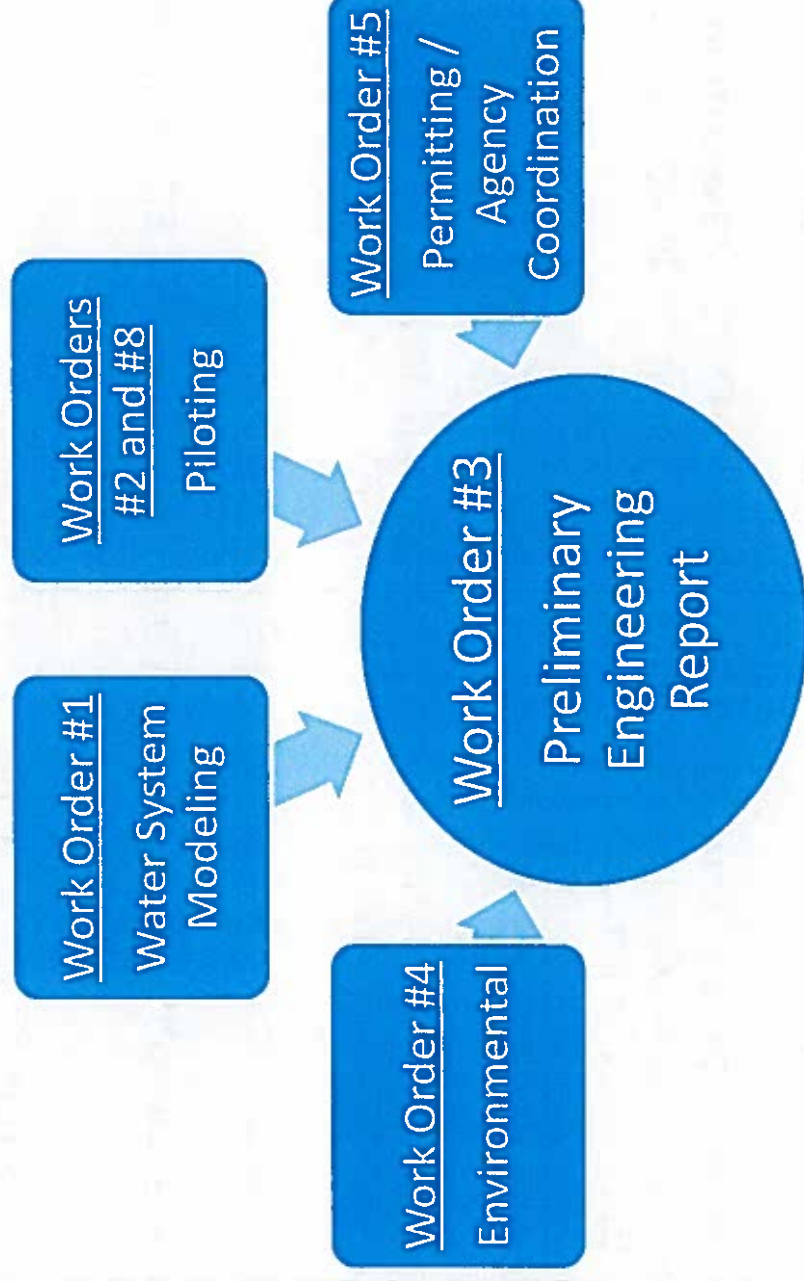 Work Order #1
Water System
Modeling
Work Orders
#2 and #8
Piloting
Work Order #4
Environmental
Work Order #5
Permitting /
Agency
Coordination
Work Order #3
Preliminary
Engineering
Report